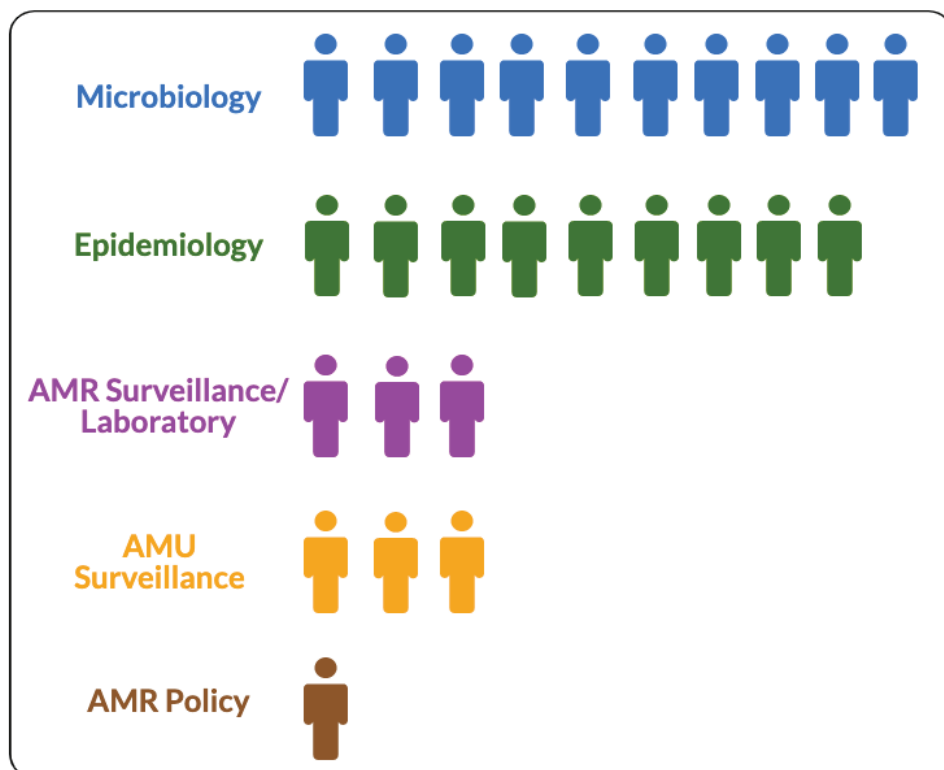 Microbiology
Epidemiology
AMR Surveillance/
Laboratory
AMU
Surveillance
AMR Policy